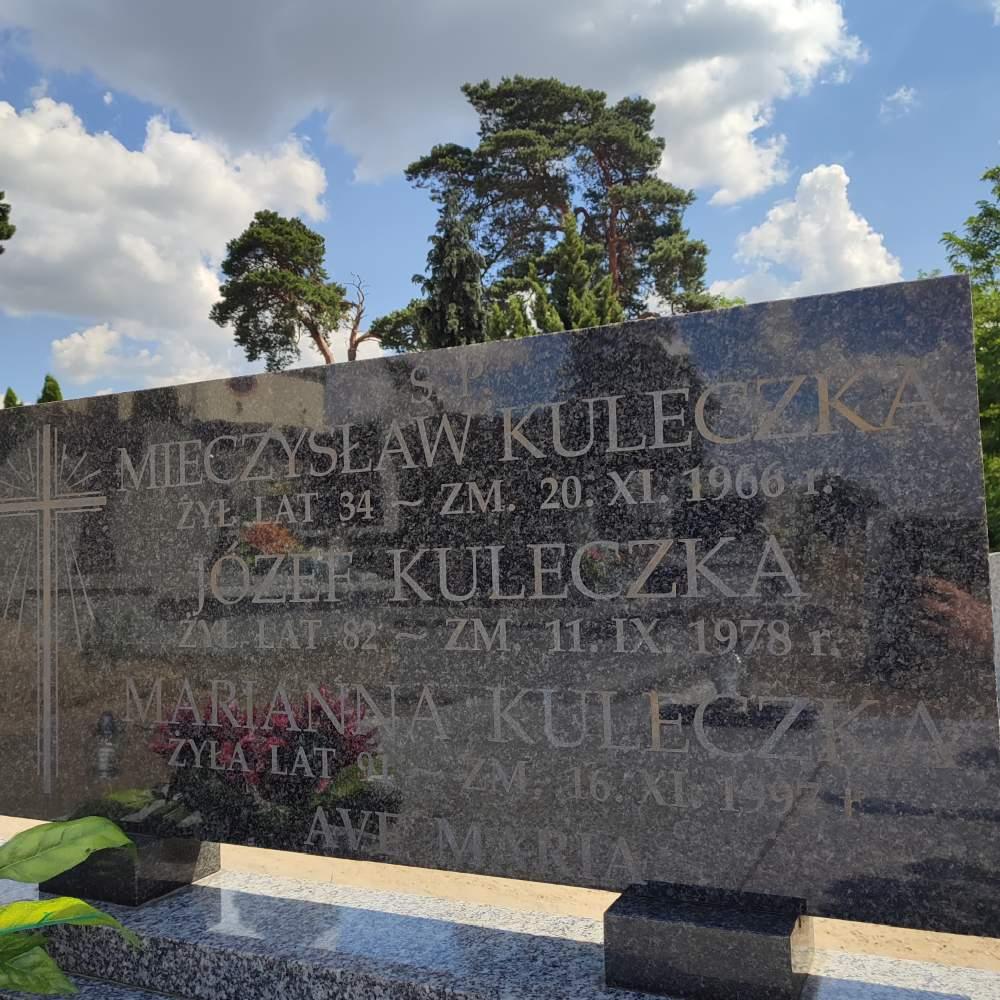 Ś. P.
MIECZYSŁAW KULECZKA
ŻYŁ LAT 34 ~ ZM. 20. XI. 1966 r.
JÓZEF KULECZKA
ŻYŁ LAT 82 ~ ZM. 11. IX. 1978 r.
MARIANNA KULECZKA
ŻYŁA LAT 91 ~ ZM. 16. XI. 1997 r.
AVE MARIA